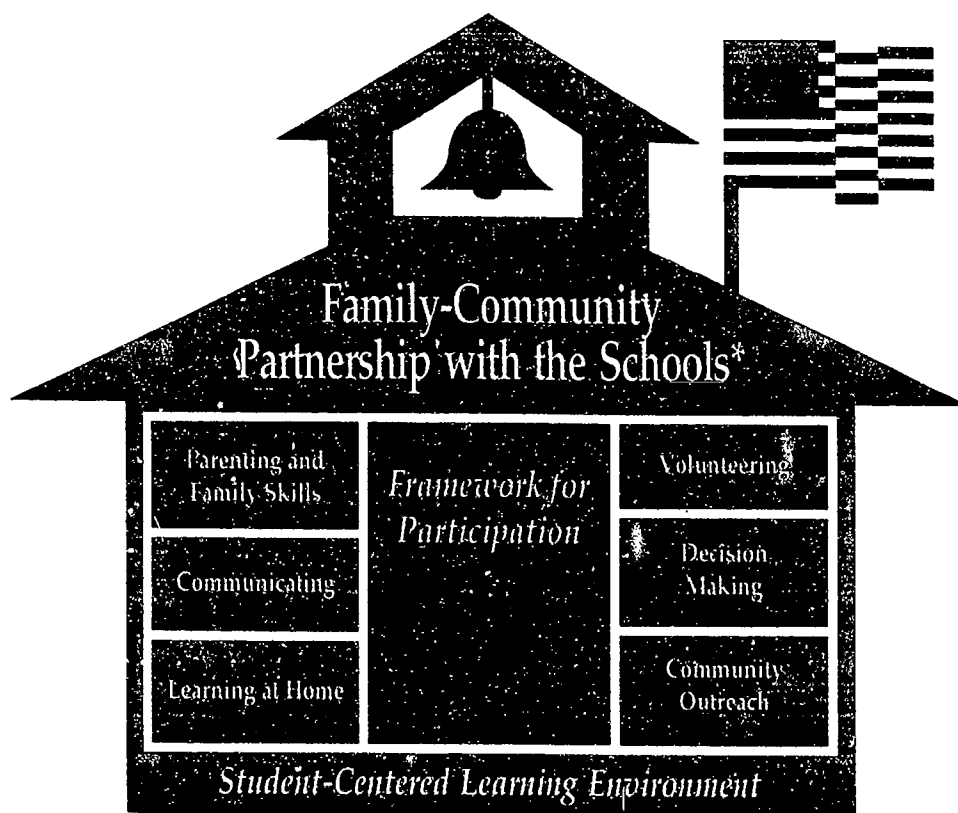 Family-Community
Partnership with the Schools*
Parenting and
Family Skills
Communicating
Learning at Home
Framework for
Participation
Volunteering
Decision
Making
Community
Outreach
Student-Centered Learning Environment